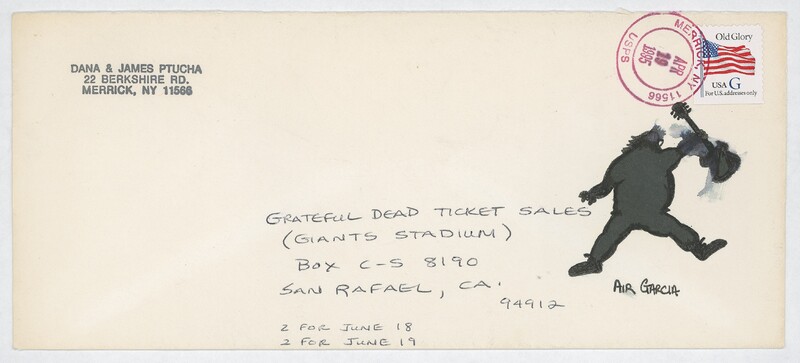 DANA & JAMES PTUCHA
22 BERKSHIRE RD.
MERRICK, NY 11566
MERRICK, NY 11566
APR
19
1995
USPS
Old Glory
USA G
For U.S. addresses only
GRATEFUL DEAD TICKET SALES
(GIANTS STADIUM)
BOX C-S 8190
SAN RAFAEL, CA.
94912
2 FOR JUNE 18
2 FOR JUNE 19
AIR GARCIA